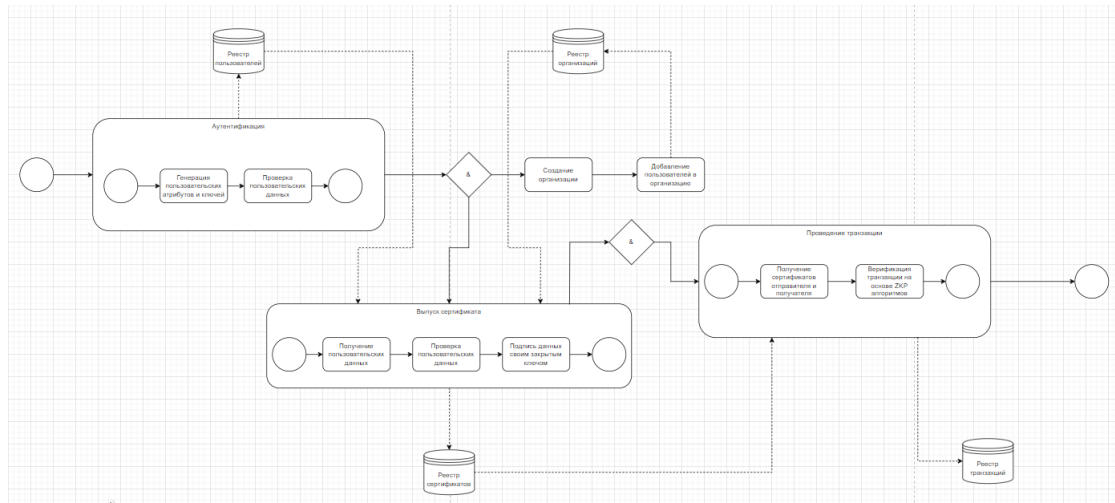 Реестр
пользователей
Реестр
организаций
Аутентификация
Генерация
пользовательских
атрибутов и ключей
Проверка
пользовательских
данных
&
Создание
организации
Добавление
пользователей в
организацию
&
Проведение транзакции
Получение
сертификатов
отправителя и
получателя
Верификация
транзакции на
основе ZKP
алгоритмов
Выпуск сертификата
Получение
пользовательских
данных
Проверка
пользовательских
данных
Подпись данных
своим закрытым
ключом
Реестр
сертификатов
Реестр
транзакций